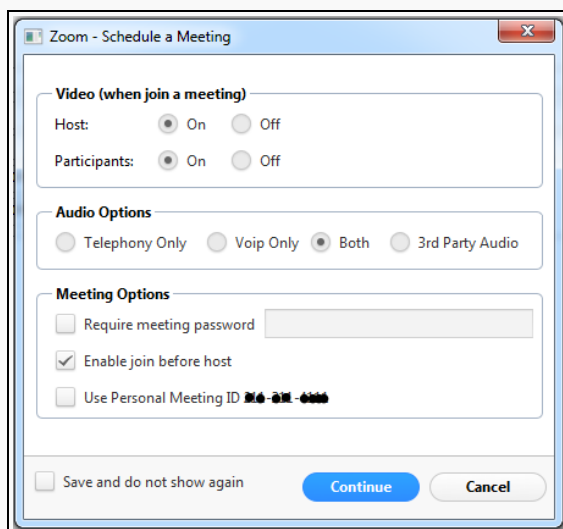 Zoom - Schedule a Meeting
Video (when join a meeting)
Host: On Off
Participants: On Off
Audio Options
Telephony Only Voip Only Both 3rd Party Audio
Meeting Options
Require meeting password
Enable join before host
Use Personal Meeting ID
Save and do not show again Continue Cancel